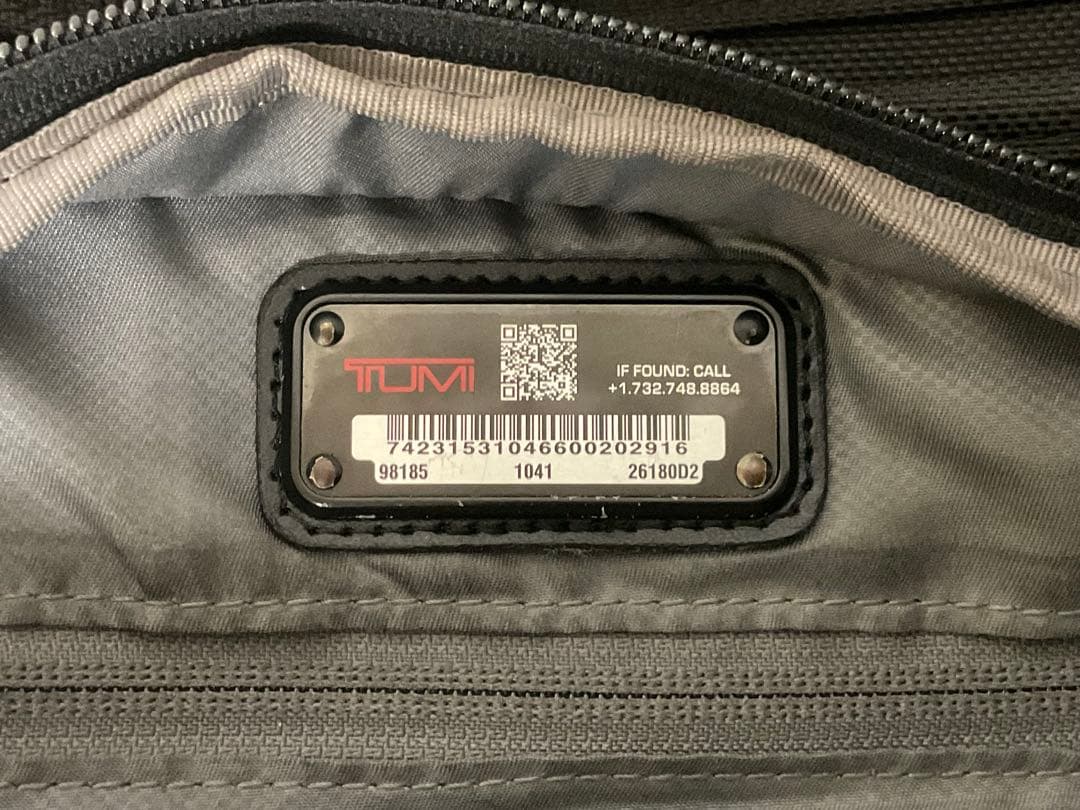 TUMI
IF FOUND: CALL
+1.732.748.8864
74231531046600202916
98185 1041 26180D2